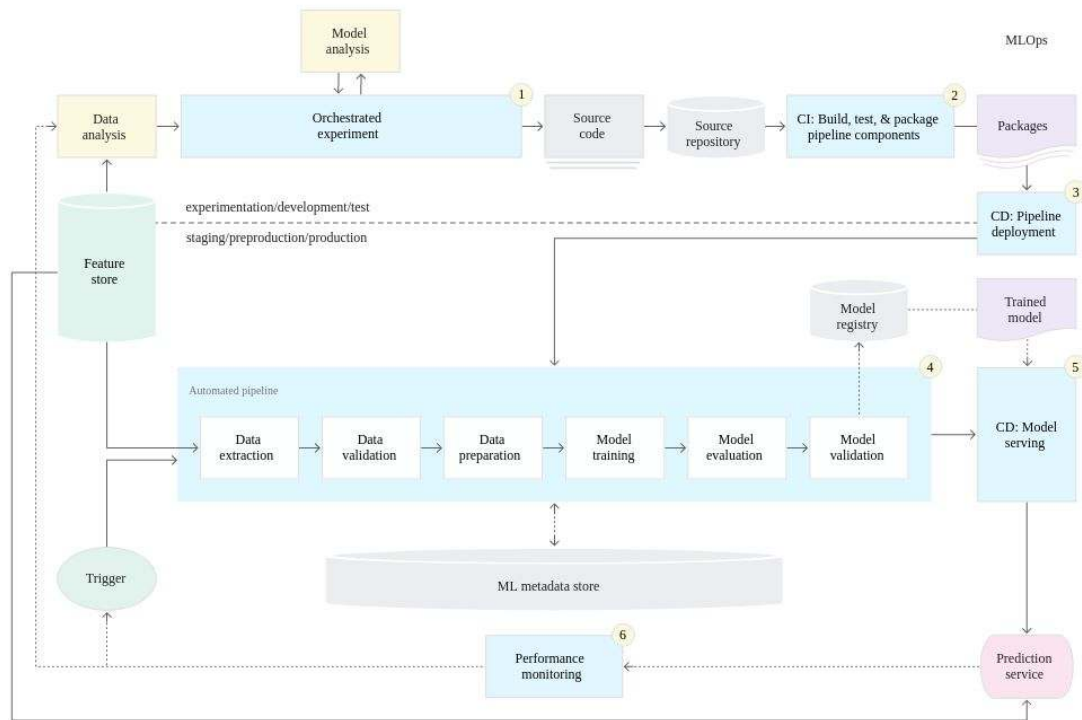 Model
analysis
MLOps
1
2
Data
analysis
Orchestrated
experiment
Source
code
Source
repository
CI: Build, test, & package
pipeline components
Packages
3
experimentation/development/test
CD: Pipeline
deployment
staging/preproduction/production
Feature
store
Model
registry
Trained
model
4
5
Automated pipeline
Data
extraction
Data
validation
Data
preparation
Model
training
Model
evaluation
Model
validation
CD: Model
serving
Trigger
ML metadata store
6
Performance
monitoring
Prediction
service